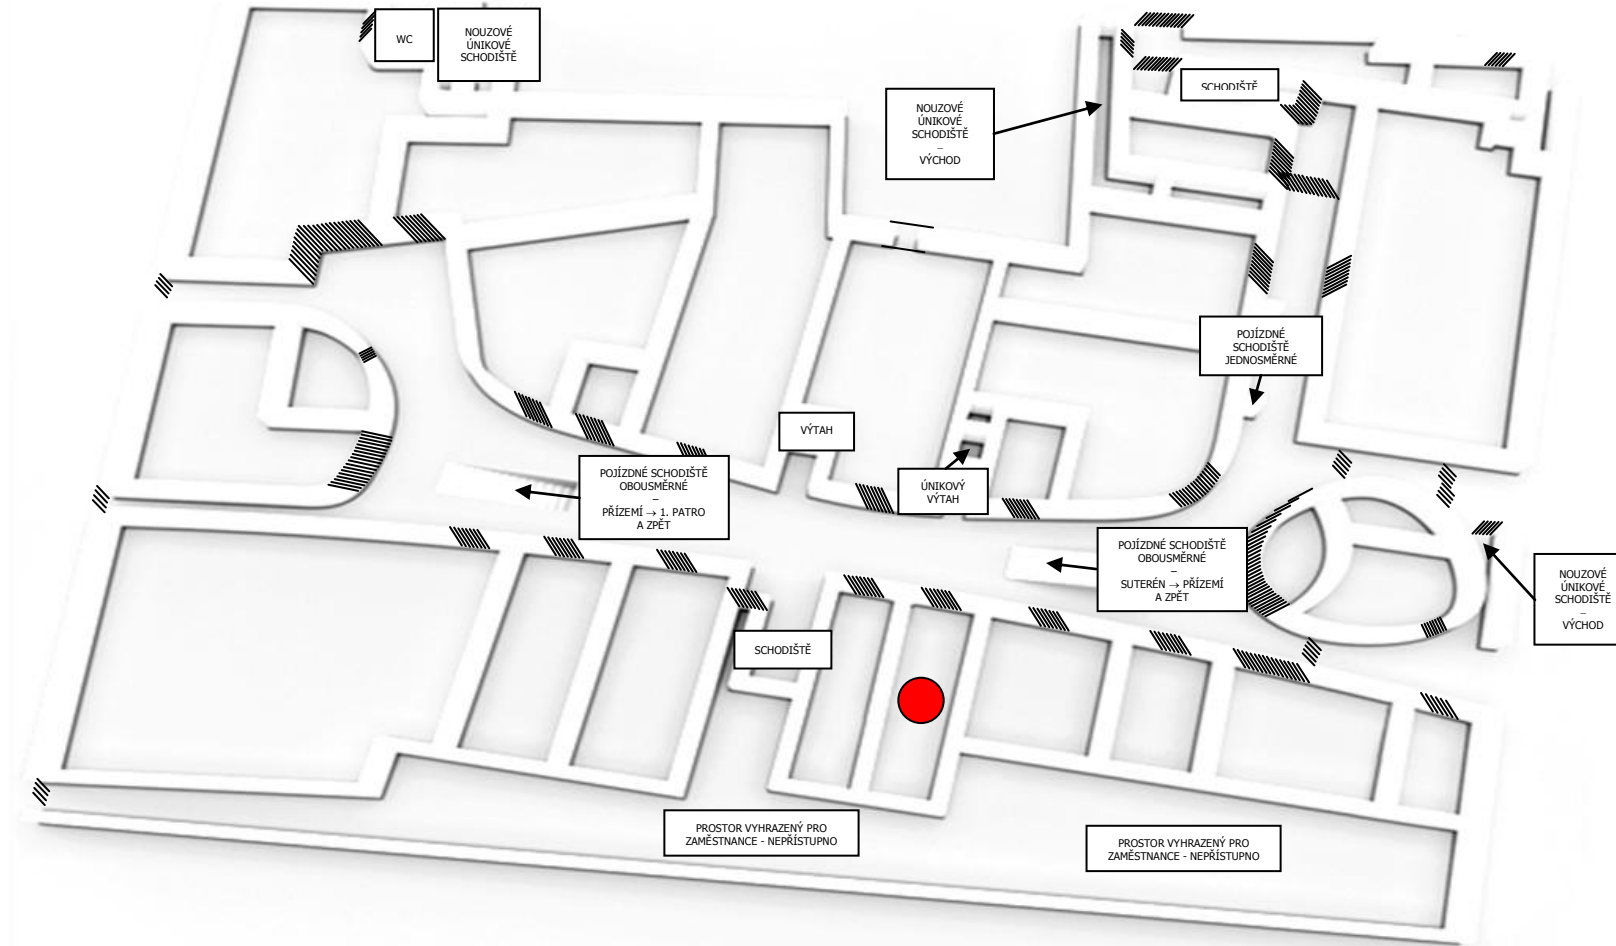 WC
NOUZOVÉ
ÚNIKOVÉ
SCHODIŠTĚ
SCHODIŠTĚ
NOUZOVÉ
ÚNIKOVÉ
SCHODIŠTĚ
–
VÝCHOD
POJÍZDNÉ
SCHODIŠTĚ
JEDNOSMĚRNÉ
VÝTAH
POJÍZDNÉ SCHODIŠTĚ
OBOUSMĚRNÉ
–
PŘÍZEMÍ → 1. PATRO
A ZPĚT
ÚNIKOVÝ
VÝTAH
POJÍZDNÉ SCHODIŠTĚ
OBOUSMĚRNÉ
–
SUTERÉN → PŘÍZEMÍ
A ZPĚT
NOUZOVÉ
ÚNIKOVÉ
SCHODIŠTĚ
–
VÝCHOD
SCHODIŠTĚ
PROSTOR VYHRAZENÝ PRO
ZAMĚSTNANCE - NEPŘÍSTUPNO
PROSTOR VYHRAZENÝ PRO
ZAMĚSTNANCE - NEPŘÍSTUPNO